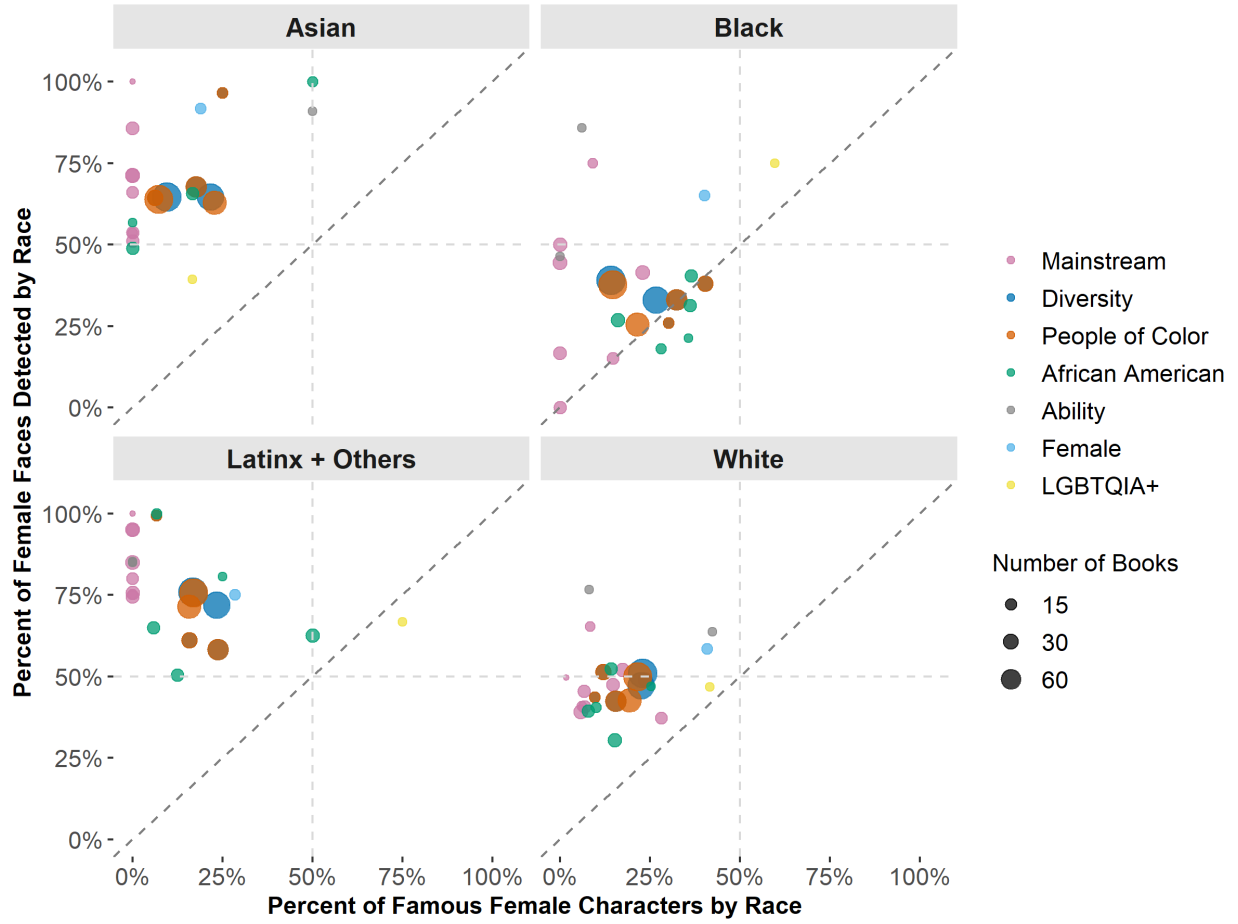 Asian
Black
100%
75%
50%
25%
0%
Latinx + Others
White
100%
75%
50%
25%
0%
0%
25%
50%
75%
100%
0%
25%
50%
75%
100%
Percent of Famous Female Characters by Race
Percent of Female Faces Detected by Race
Mainstream
Diversity
People of Color
African American
Ability
Female
LGBTQIA+
Number of Books
15
30
60